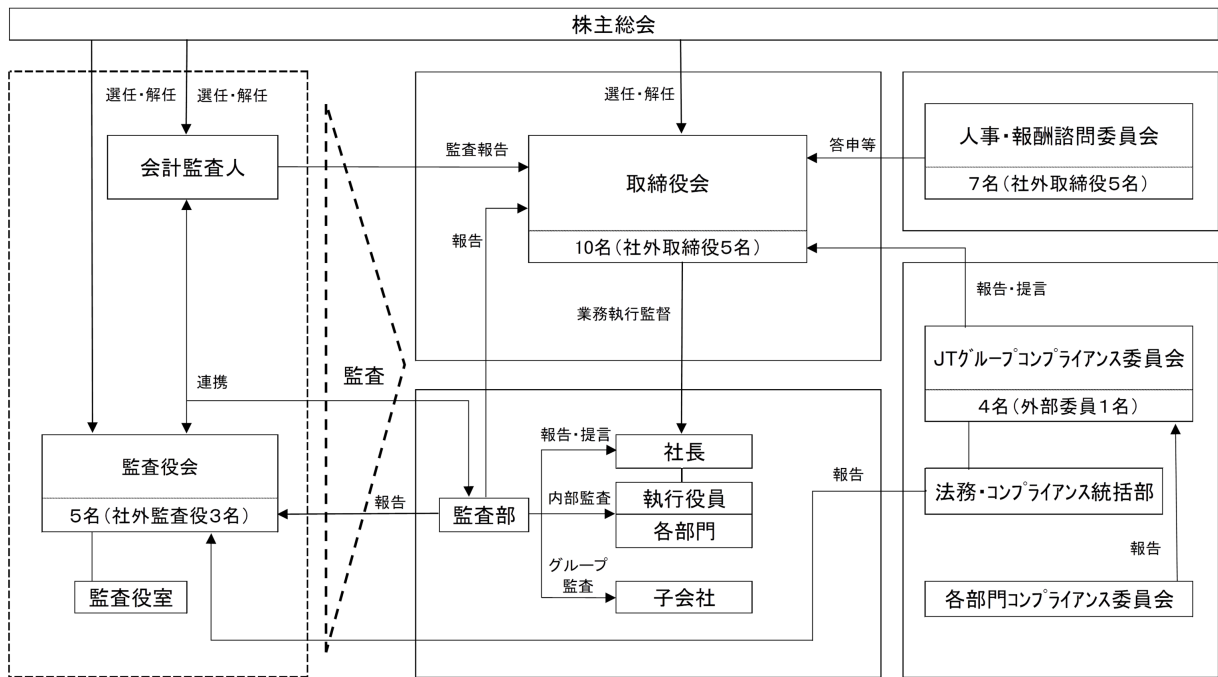 株主総会
選任・解任
選任・解任
会計監査人
連携
監査役会
5名(社外監査役3名)
監査役室
監査
選任・解任
監査報告
取締役会
10名(社外取締役5名)
報告
業務執行監督
答申等
人事・報酬諮問委員会
7名(社外取締役5名)
報告・提言
JTグループコンプライアンス委員会
4名(外部委員1名)
法務・コンプライアンス統括部
報告
各部門コンプライアンス委員会
報告
報告
監査部
報告・提言
社長
内部監査
執行役員
各部門
グループ
監査
子会社